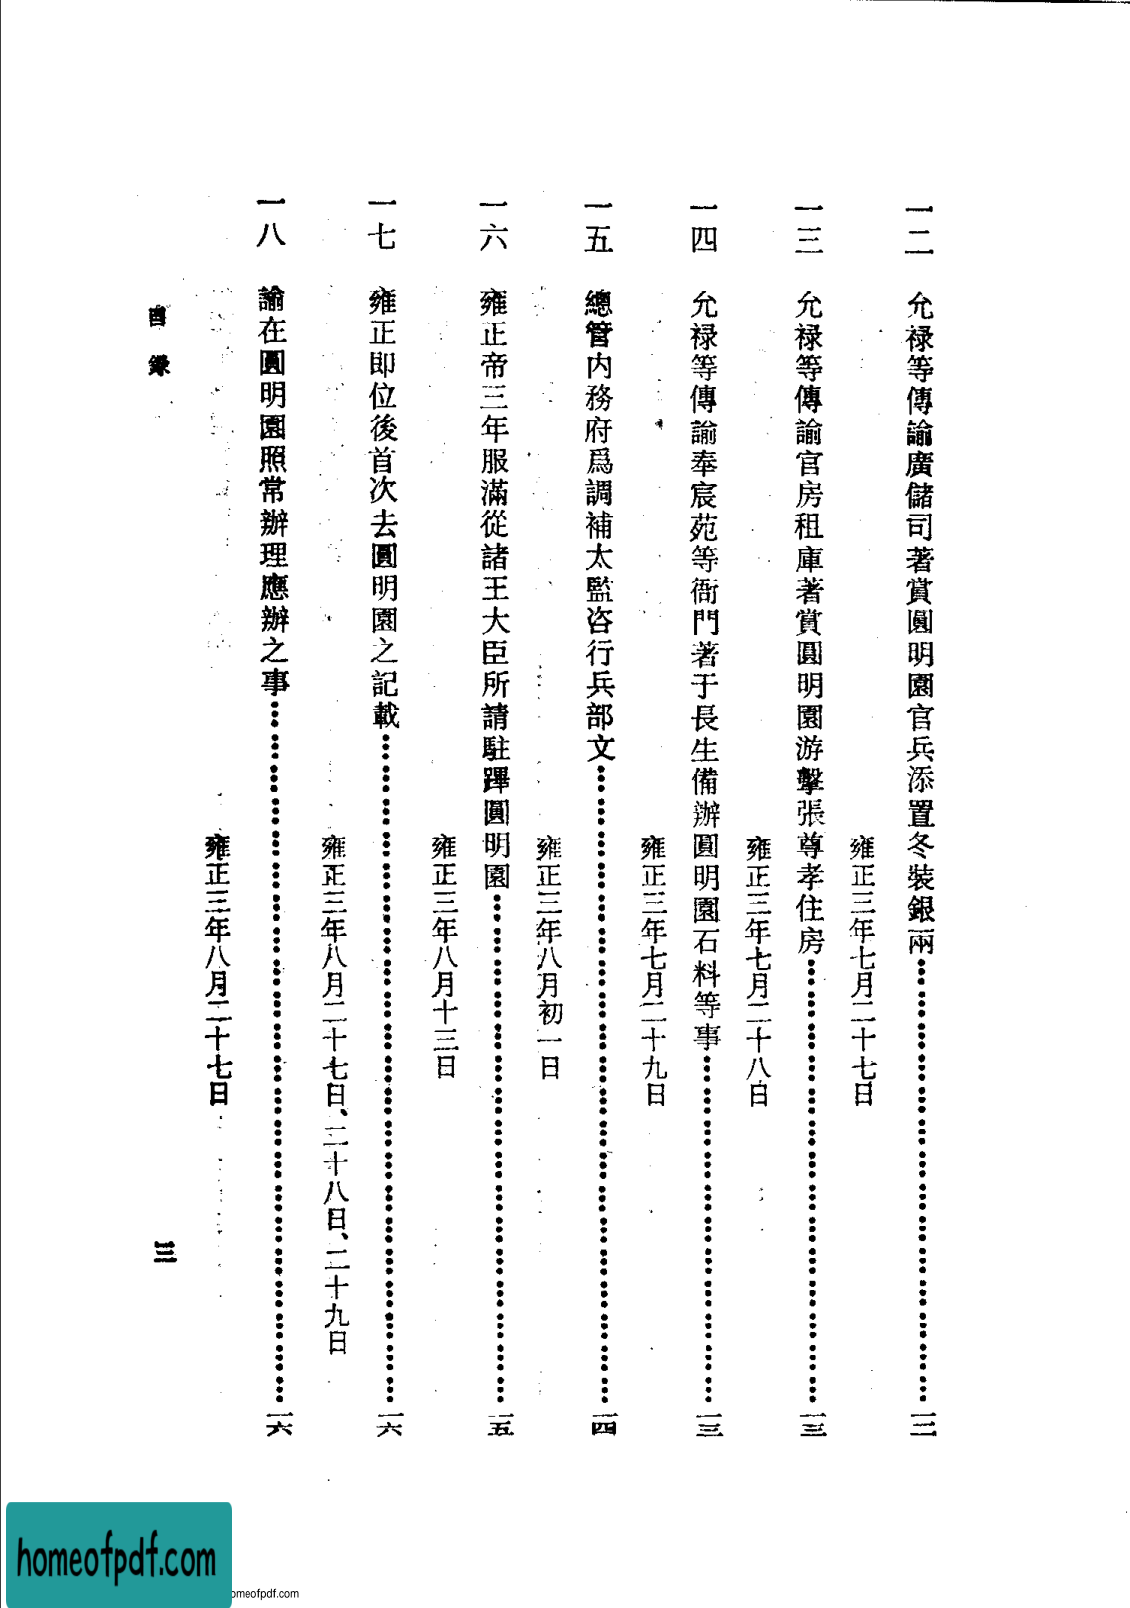 一二　允禄等傳諭廣儲司著賞圓明園官兵添置冬裝銀兩……一二
雍正三年七月二十七日
一三　允禄等傳諭官房租庫著賞圓明園游擊張尊孝住房……一三
雍正三年七月二十八日
一四　允禄等傳諭奉宸苑等衙門著于長生備辦圓明園石料等事……一三
雍正三年七月二十九日
一五　總管内務府爲調補太監咨行兵部文……一四
雍正三年八月初一日
一六　雍正帝三年服滿從諸王大臣所請駐蹕圓明園……一五
雍正三年八月十三日
一七　雍正即位後首次去圓明園之記載……一六
雍正三年八月二十七日、二十八日、二十九日
一八　諭在圓明園照常辦理應辦之事……一六
雍正三年八月二十七日
目録
三
homeofpdf.com
omeofpdf.com